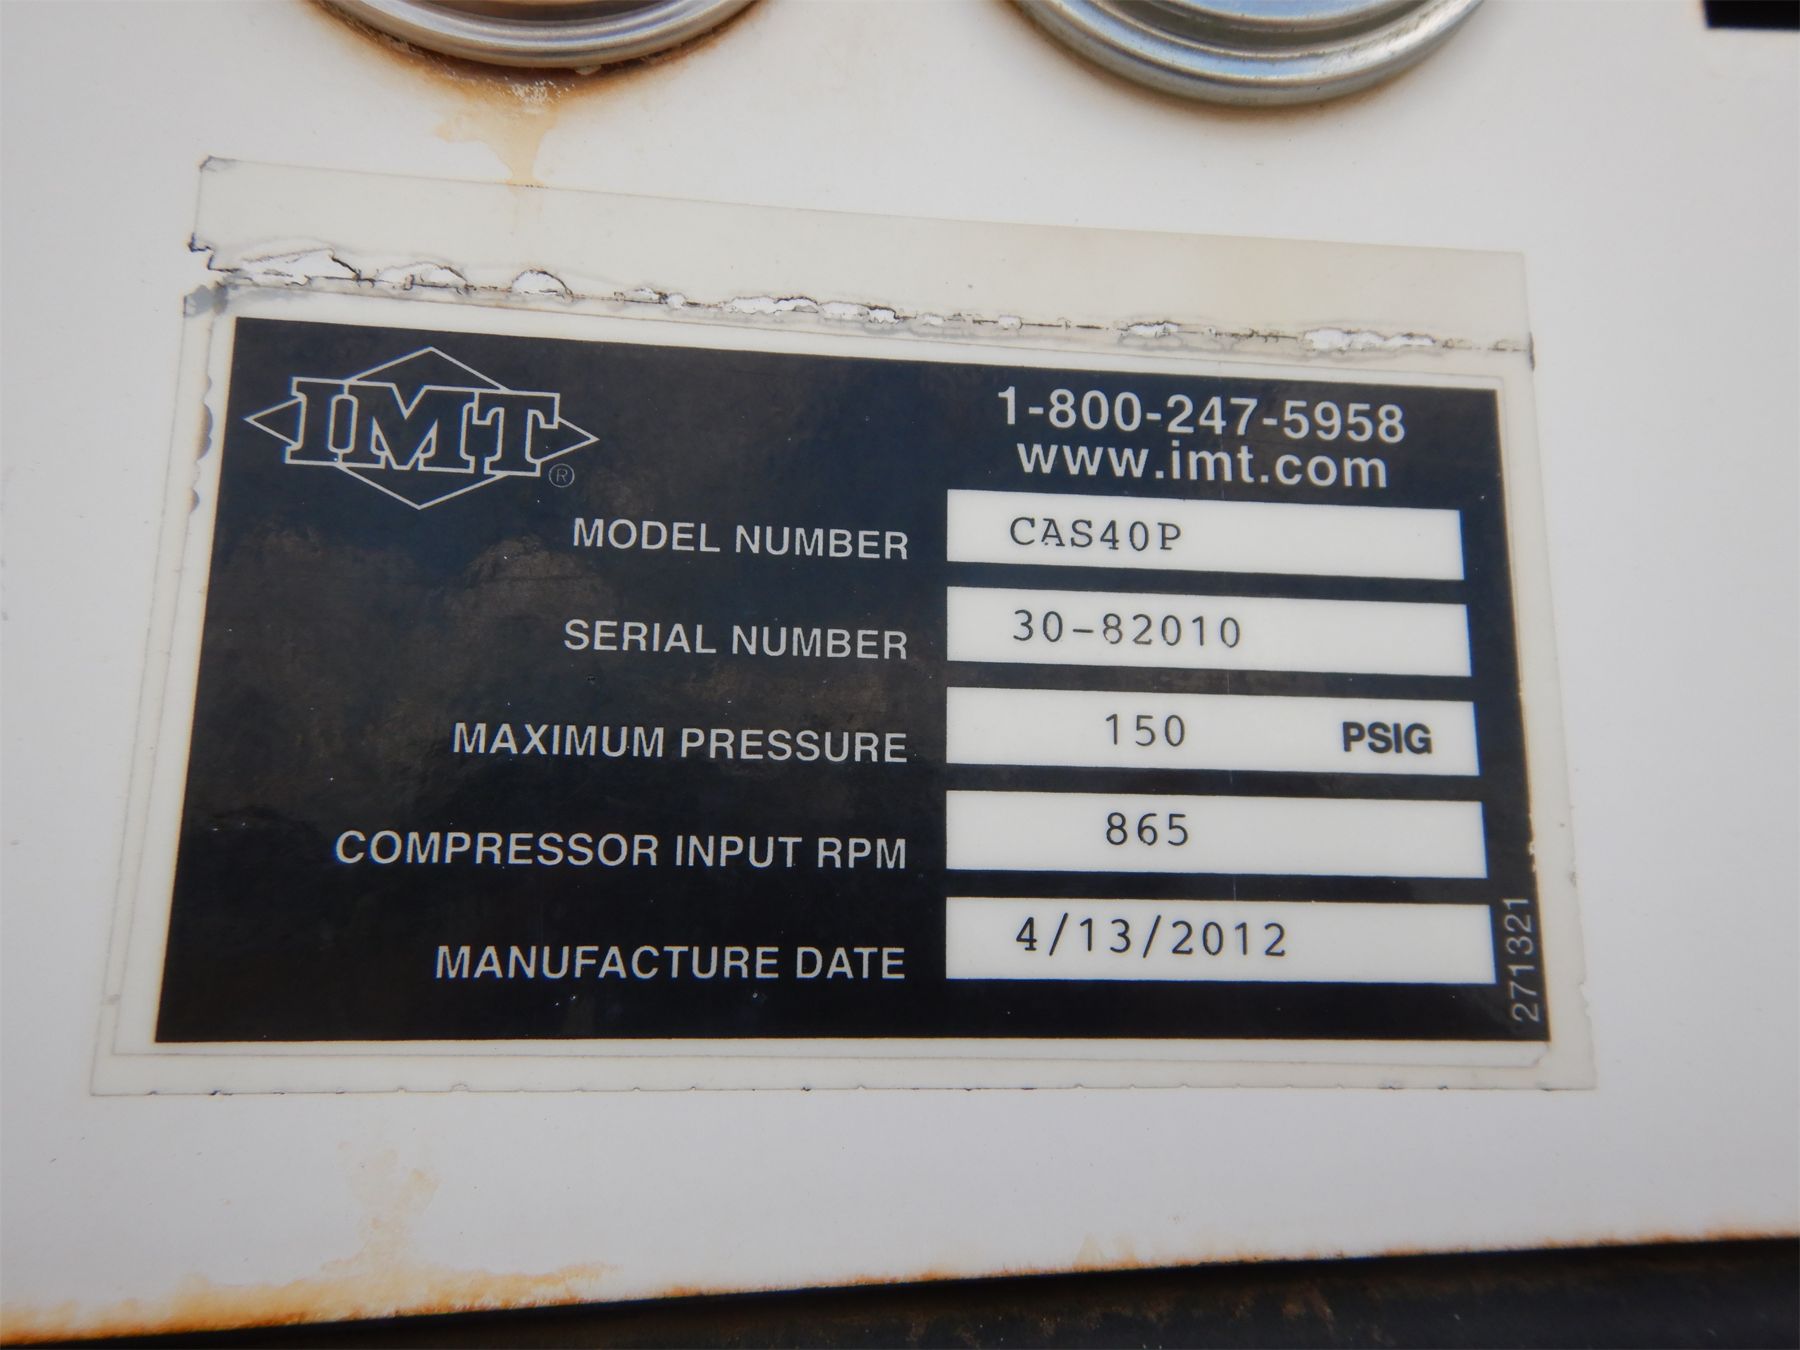 IMT ®
1-800-247-5958
www.imt.com
MODEL NUMBER CAS40P
SERIAL NUMBER 30-82010
MAXIMUM PRESSURE 150 PSIG
COMPRESSOR INPUT RPM 865
MANUFACTURE DATE 4/13/2012
271321